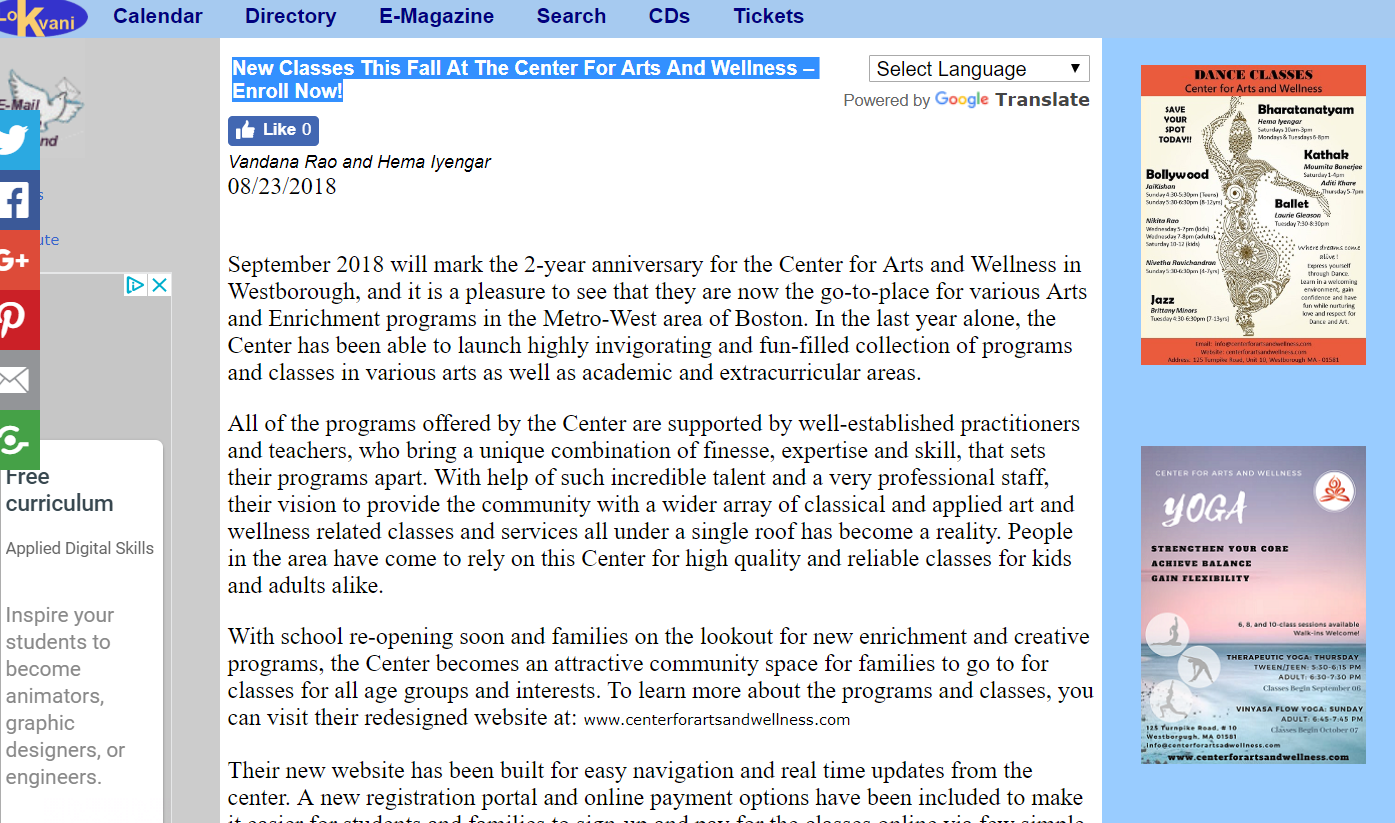 Lo Kvani
Calendar
Directory
E-Magazine
Search
CDs
Tickets
E-Mail
nd
s
ute
G+
Free
curriculum
Applied Digital Skills
Inspire your
students to
become
animators,
graphic
designers, or
engineers.
New Classes This Fall At The Center For Arts And Wellness –
Enroll Now!
Select Language
Powered by Google Translate
Like 0
Vandana Rao and Hema Iyengar
08/23/2018
September 2018 will mark the 2-year anniversary for the Center for Arts and Wellness in
Westborough, and it is a pleasure to see that they are now the go-to-place for various Arts
and Enrichment programs in the Metro-West area of Boston. In the last year alone, the
Center has been able to launch highly invigorating and fun-filled collection of programs
and classes in various arts as well as academic and extracurricular areas.
All of the programs offered by the Center are supported by well-established practitioners
and teachers, who bring a unique combination of finesse, expertise and skill, that sets
their programs apart. With help of such incredible talent and a very professional staff,
their vision to provide the community with a wider array of classical and applied art and
wellness related classes and services all under a single roof has become a reality. People
in the area have come to rely on this Center for high quality and reliable classes for kids
and adults alike.
With school re-opening soon and families on the lookout for new enrichment and creative
programs, the Center becomes an attractive community space for families to go to for
classes for all age groups and interests. To learn more about the programs and classes, you
can visit their redesigned website at: www.centerforartsandwellness.com
Their new website has been built for easy navigation and real time updates from the
center. A new registration portal and online payment options have been included to make
it easier for students and families to sign up and pay for the classes online via few simple
DANCE CLASSES
Center for Arts and Wellness
SAVE
YOUR
SPOT
TODAY!!
Bharatanatyam
Hema Iyengar
Saturdays 10am-3pm
Mondays & Tuesdays 6-8pm
Kathak
Moumita Banerjee
Saturday 1-4pm
Aditi Khare
Thursday 5-7pm
Bollywood
JaiKishan
Sunday 4:30-5:30pm (Teens)
Sunday 5:30-6:30pm (8-12yrs)
Ballet
Laurie Gleason
Tuesday 7:30-8:30pm
Nikita Rao
Wednesday 5-7pm (kids)
Wednesday 7-8pm (adults)
Saturday 10-12 (kids)
Nivetha Ravichandran
Sunday 5:30-6:30pm (4-7yrs)
Where dreams come
alive!
Express yourself
through Dance.
Learn in a welcoming
environment, gain
confidence and have
fun while nurturing
love and respect for
Dance and Art.
Jazz
Brittany Minors
Tuesday 4:30-6:30pm (7-13yrs)
Email: info@centerforartsandwellness.com
Website: centerforartsandwellness.com
Address: 125 Turnpike Road, Unit 10, Westborough MA - 01581
CENTER FOR ARTS AND WELLNESS
YOGA
STRENGTHEN YOUR CORE
ACHIEVE BALANCE
GAIN FLEXIBILITY
6, 8, and 10-class sessions available
Walk-ins Welcome!
THERAPEUTIC YOGA: THURSDAY
TWEEN/TEEN: 5:30-6:15 PM
ADULT: 6:30-7:30 PM
Classes Begin September 06
VINYASA FLOW YOGA: SUNDAY
ADULT: 6:45-7:45 PM
Classes Begin October 07
125 Turnpike Road, # 10
Westborpugh, MA 01581
info@centerforartsadwellness.com
www.centerforartsandwellness.com